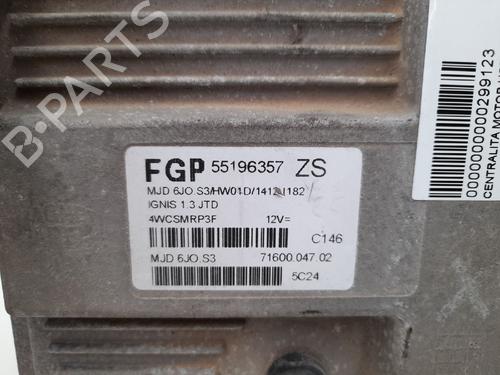 FGP 55196357 ZS
MJD 6JO.S3/HW01D/1412-I182
IGNIS 1.3 JTD
4WCSMRP3F 12V=
C146
MJD 6JO.S3 71600.047.02
5C24
0000000000299123
CENTRALITA MOTOR
B-PARTS